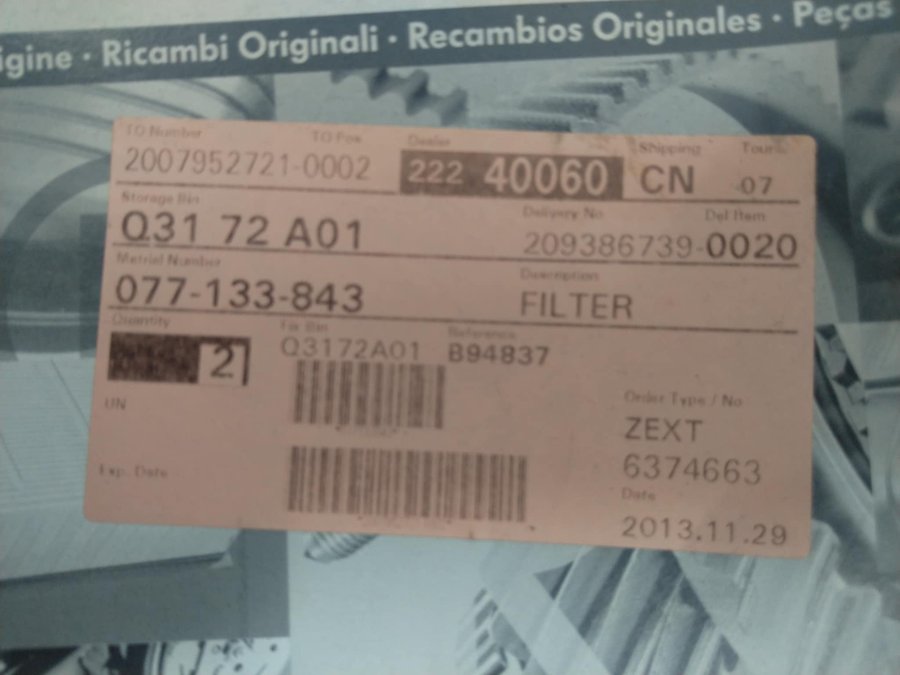 igine · Ricambi Originali · Recambios Originales · Peças
TO Number TO Pos Dealer Shipping Tour
2007952721-0002 222 40060 CN 07
Storage Bin Delivery No Del Item
Q31 72 A01 209386739-0020
Matrial Number Description
077-133-843 FILTER
Quantity Fix Bin Reference
2 Q3172A01 B94837
UN
Order Type / No
ZEXT
6374663
Exp. Date
Date
2013.11.29